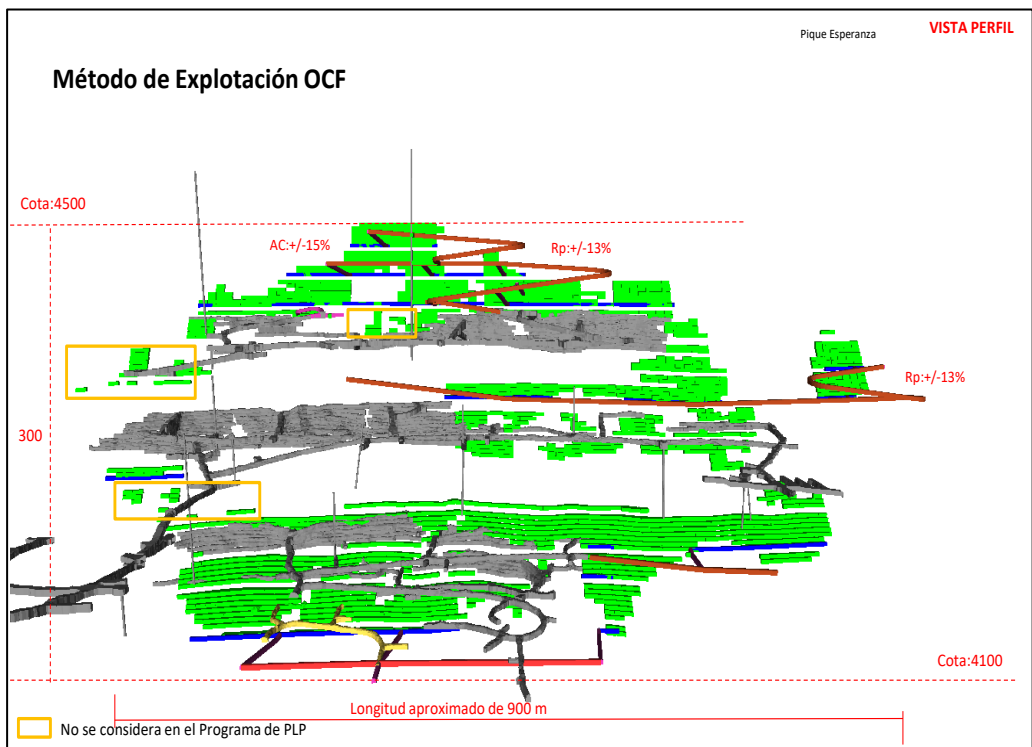 Pique Esperanza
VISTA PERFIL
Método de Explotación OCF
Cota:4500
AC:+/-15%
Rp:+/-13%
Rp:+/-13%
300
Cota:4100
Longitud aproximado de 900 m
No se considera en el Programa de PLP